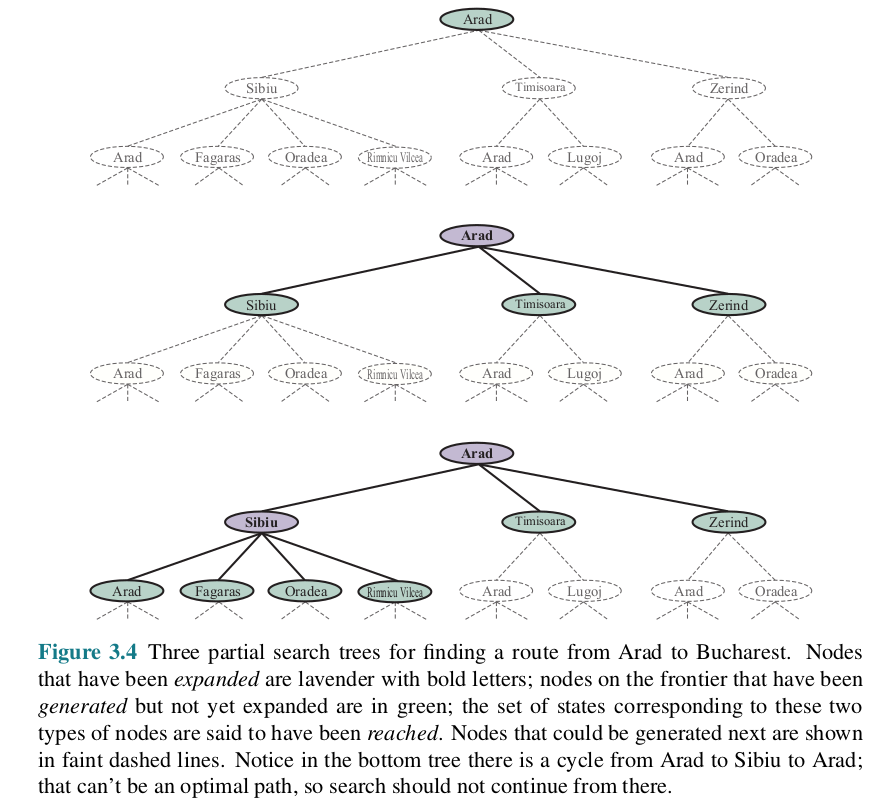 Arad
Sibiu Timisoara Zerind
Arad Fagaras Oradea Rimnicu Vilcea Arad Lugoj Arad Oradea
Arad
Sibiu Timisoara Zerind
Arad Fagaras Oradea Rimnicu Vilcea Arad Lugoj Arad Oradea
Arad
Sibiu Timisoara Zerind
Arad Fagaras Oradea Rimnicu Vilcea Arad Lugoj Arad Oradea
Figure 3.4 Three partial search trees for finding a route from Arad to Bucharest. Nodes
that have been expanded are lavender with bold letters; nodes on the frontier that have been
generated but not yet expanded are in green; the set of states corresponding to these two
types of nodes are said to have been reached. Nodes that could be generated next are shown
in faint dashed lines. Notice in the bottom tree there is a cycle from Arad to Sibiu to Arad;
that can't be an optimal path, so search should not continue from there.